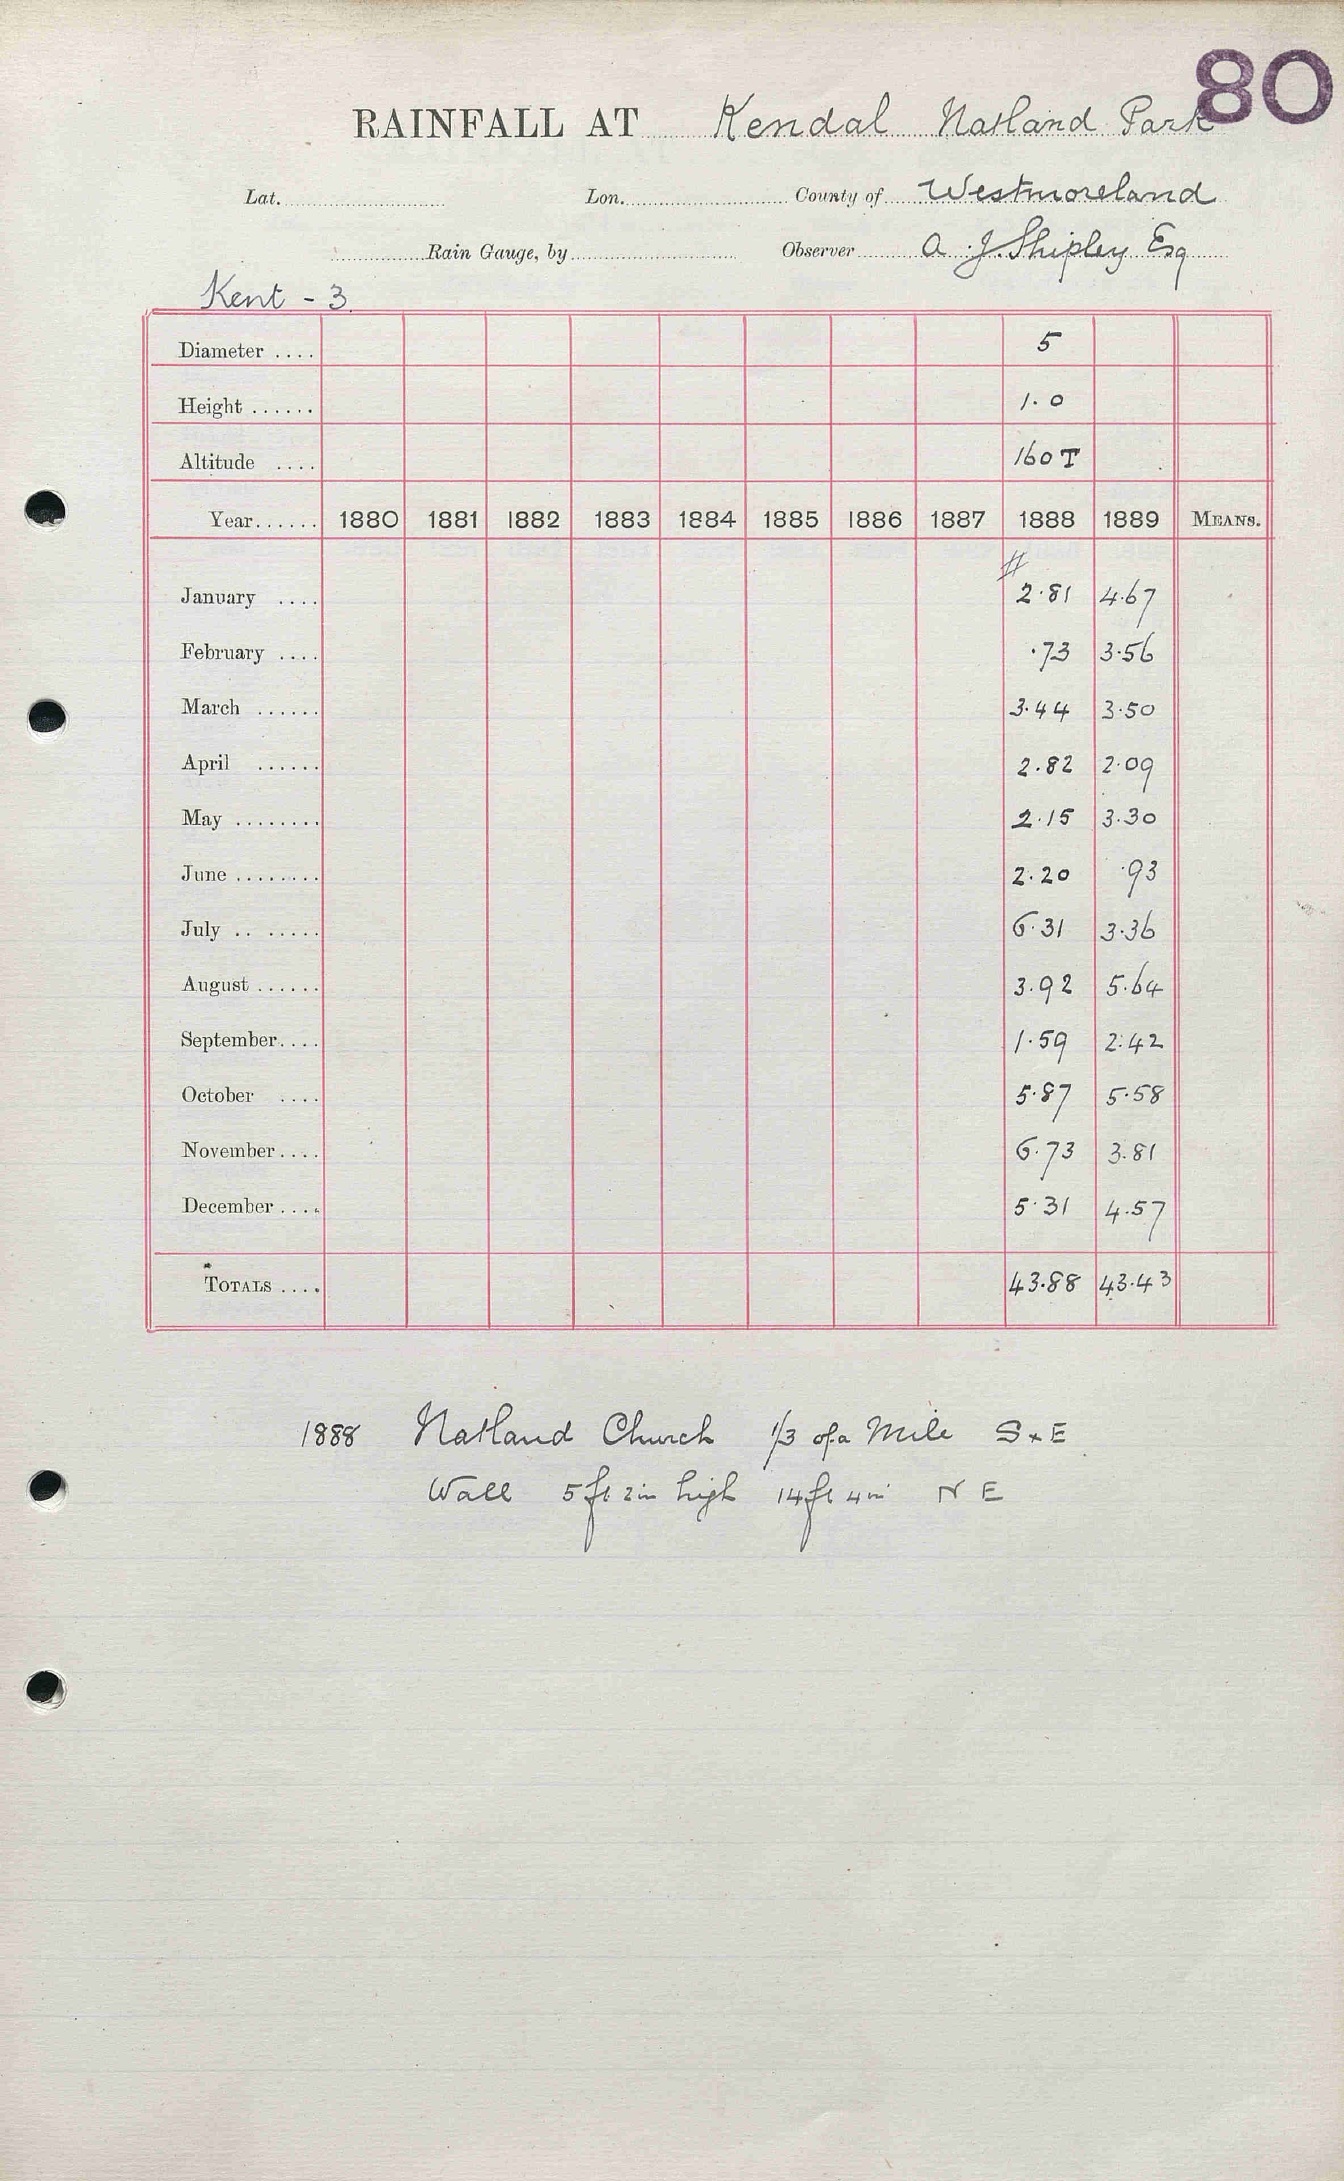 80
RAINFALL AT Kendal Natland Park
Lat. Lon. County of Westmoreland
Rain Gauge, by Observer A. J. Shipley Esq
Kent - 3
Diameter .... 5
Height ...... 1.0
Altitude .... 160 T
Year...... 1880 1881 1882 1883 1884 1885 1886 1887 1888 1889 MEANS.
#
January .... 2.81 4.67
February .... .73 3.56
March ...... 3.44 3.50
April ...... 2.82 2.09
May ........ 2.15 3.30
June ........ 2.20 .93
July .. ..... 6.31 3.36
August ...... 3.92 5.64
September.... 1.59 2.42
October .... 5.87 5.58
November.... 6.73 3.81
December .... 5.31 4.57
TOTALS .... 43.88 43.43
1888 Natland Church 1/3 of a Mile S x E
Wall 5 ft 2 in high 14 ft 4 in N E